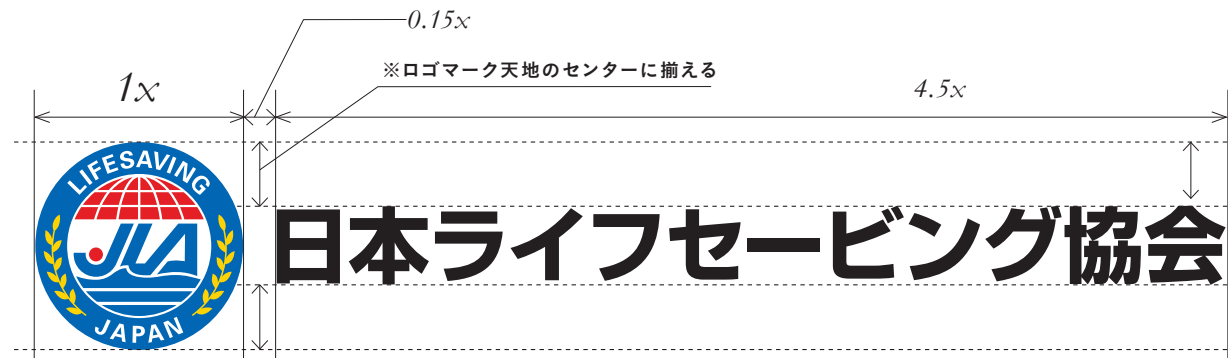 0.15x
※ロゴマーク天地のセンターに揃える
1x
4.5x
LIFESAVING
JLA
JAPAN
日本ライフセービング協会